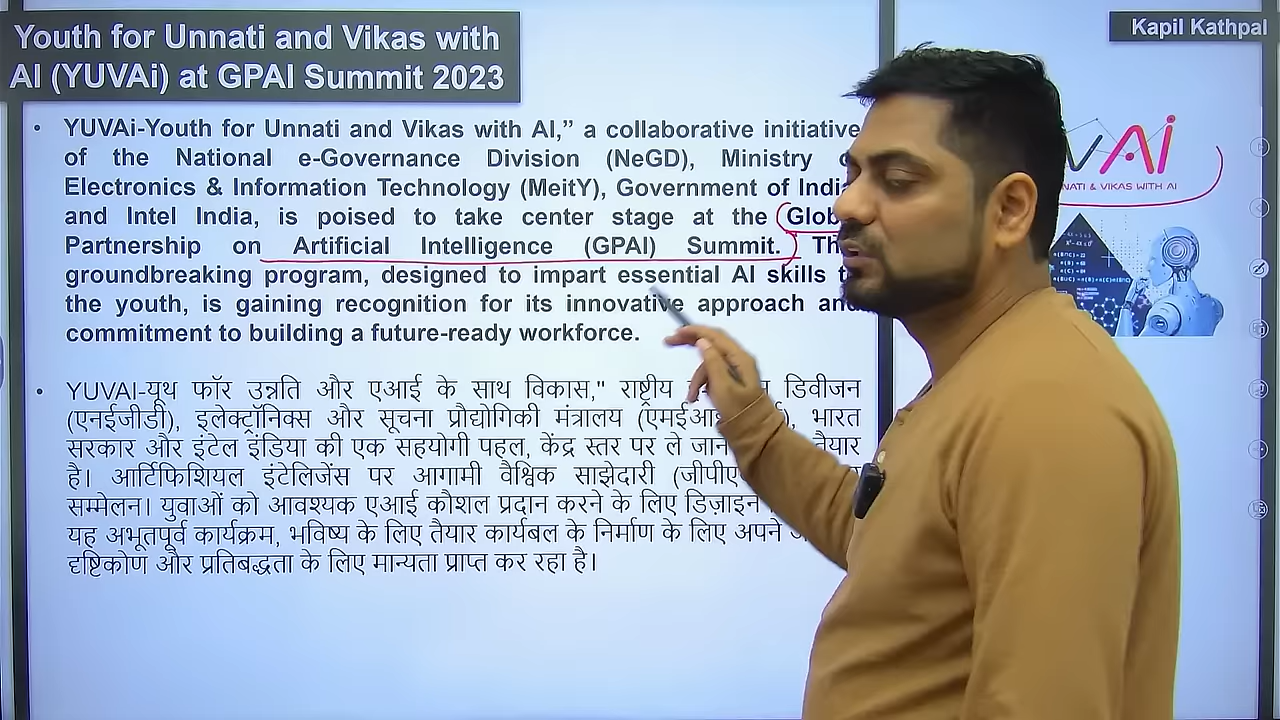 Youth for Unnati and Vikas with
AI (YUVAi) at GPAI Summit 2023
Kapil Kathpal
• YUVAi-Youth for Unnati and Vikas with AI,” a collaborative initiative
of the National e-Governance Division (NeGD), Ministry
Electronics & Information Technology (MeitY), Government of India
and Intel India, is poised to take center stage at the
Partnership on Artificial Intelligence (GPAI) Summit.
groundbreaking program, designed to impart essential AI skills
the youth, is gaining recognition for its innovative approach and
commitment to building a future-ready workforce.
• YUVAI-यूथ फॉर उन्नति और एआई के साथ विकास," राष्ट्रीय डिवीजन
(एनईजीडी), इलेक्ट्रॉनिक्स और सूचना प्रौद्योगिकी मंत्रालय भारत
सरकार और इंटेल इंडिया की एक सहयोगी पहल, केंद्र स्तर पर ले तैयार
है। आर्टिफिशियल इंटेलिजेंस पर आगामी वैश्विक साझेदारी
सम्मेलन। युवाओं को आवश्यक एआई कौशल प्रदान करने के लिए
यह अभूतपूर्व कार्यक्रम, भविष्य के लिए तैयार कार्यबल के निर्माण के लिए अपने
दृष्टिकोण और प्रतिबद्धता के लिए मान्यता प्राप्त कर रहा है।
AI
& VIKAS WITH AI